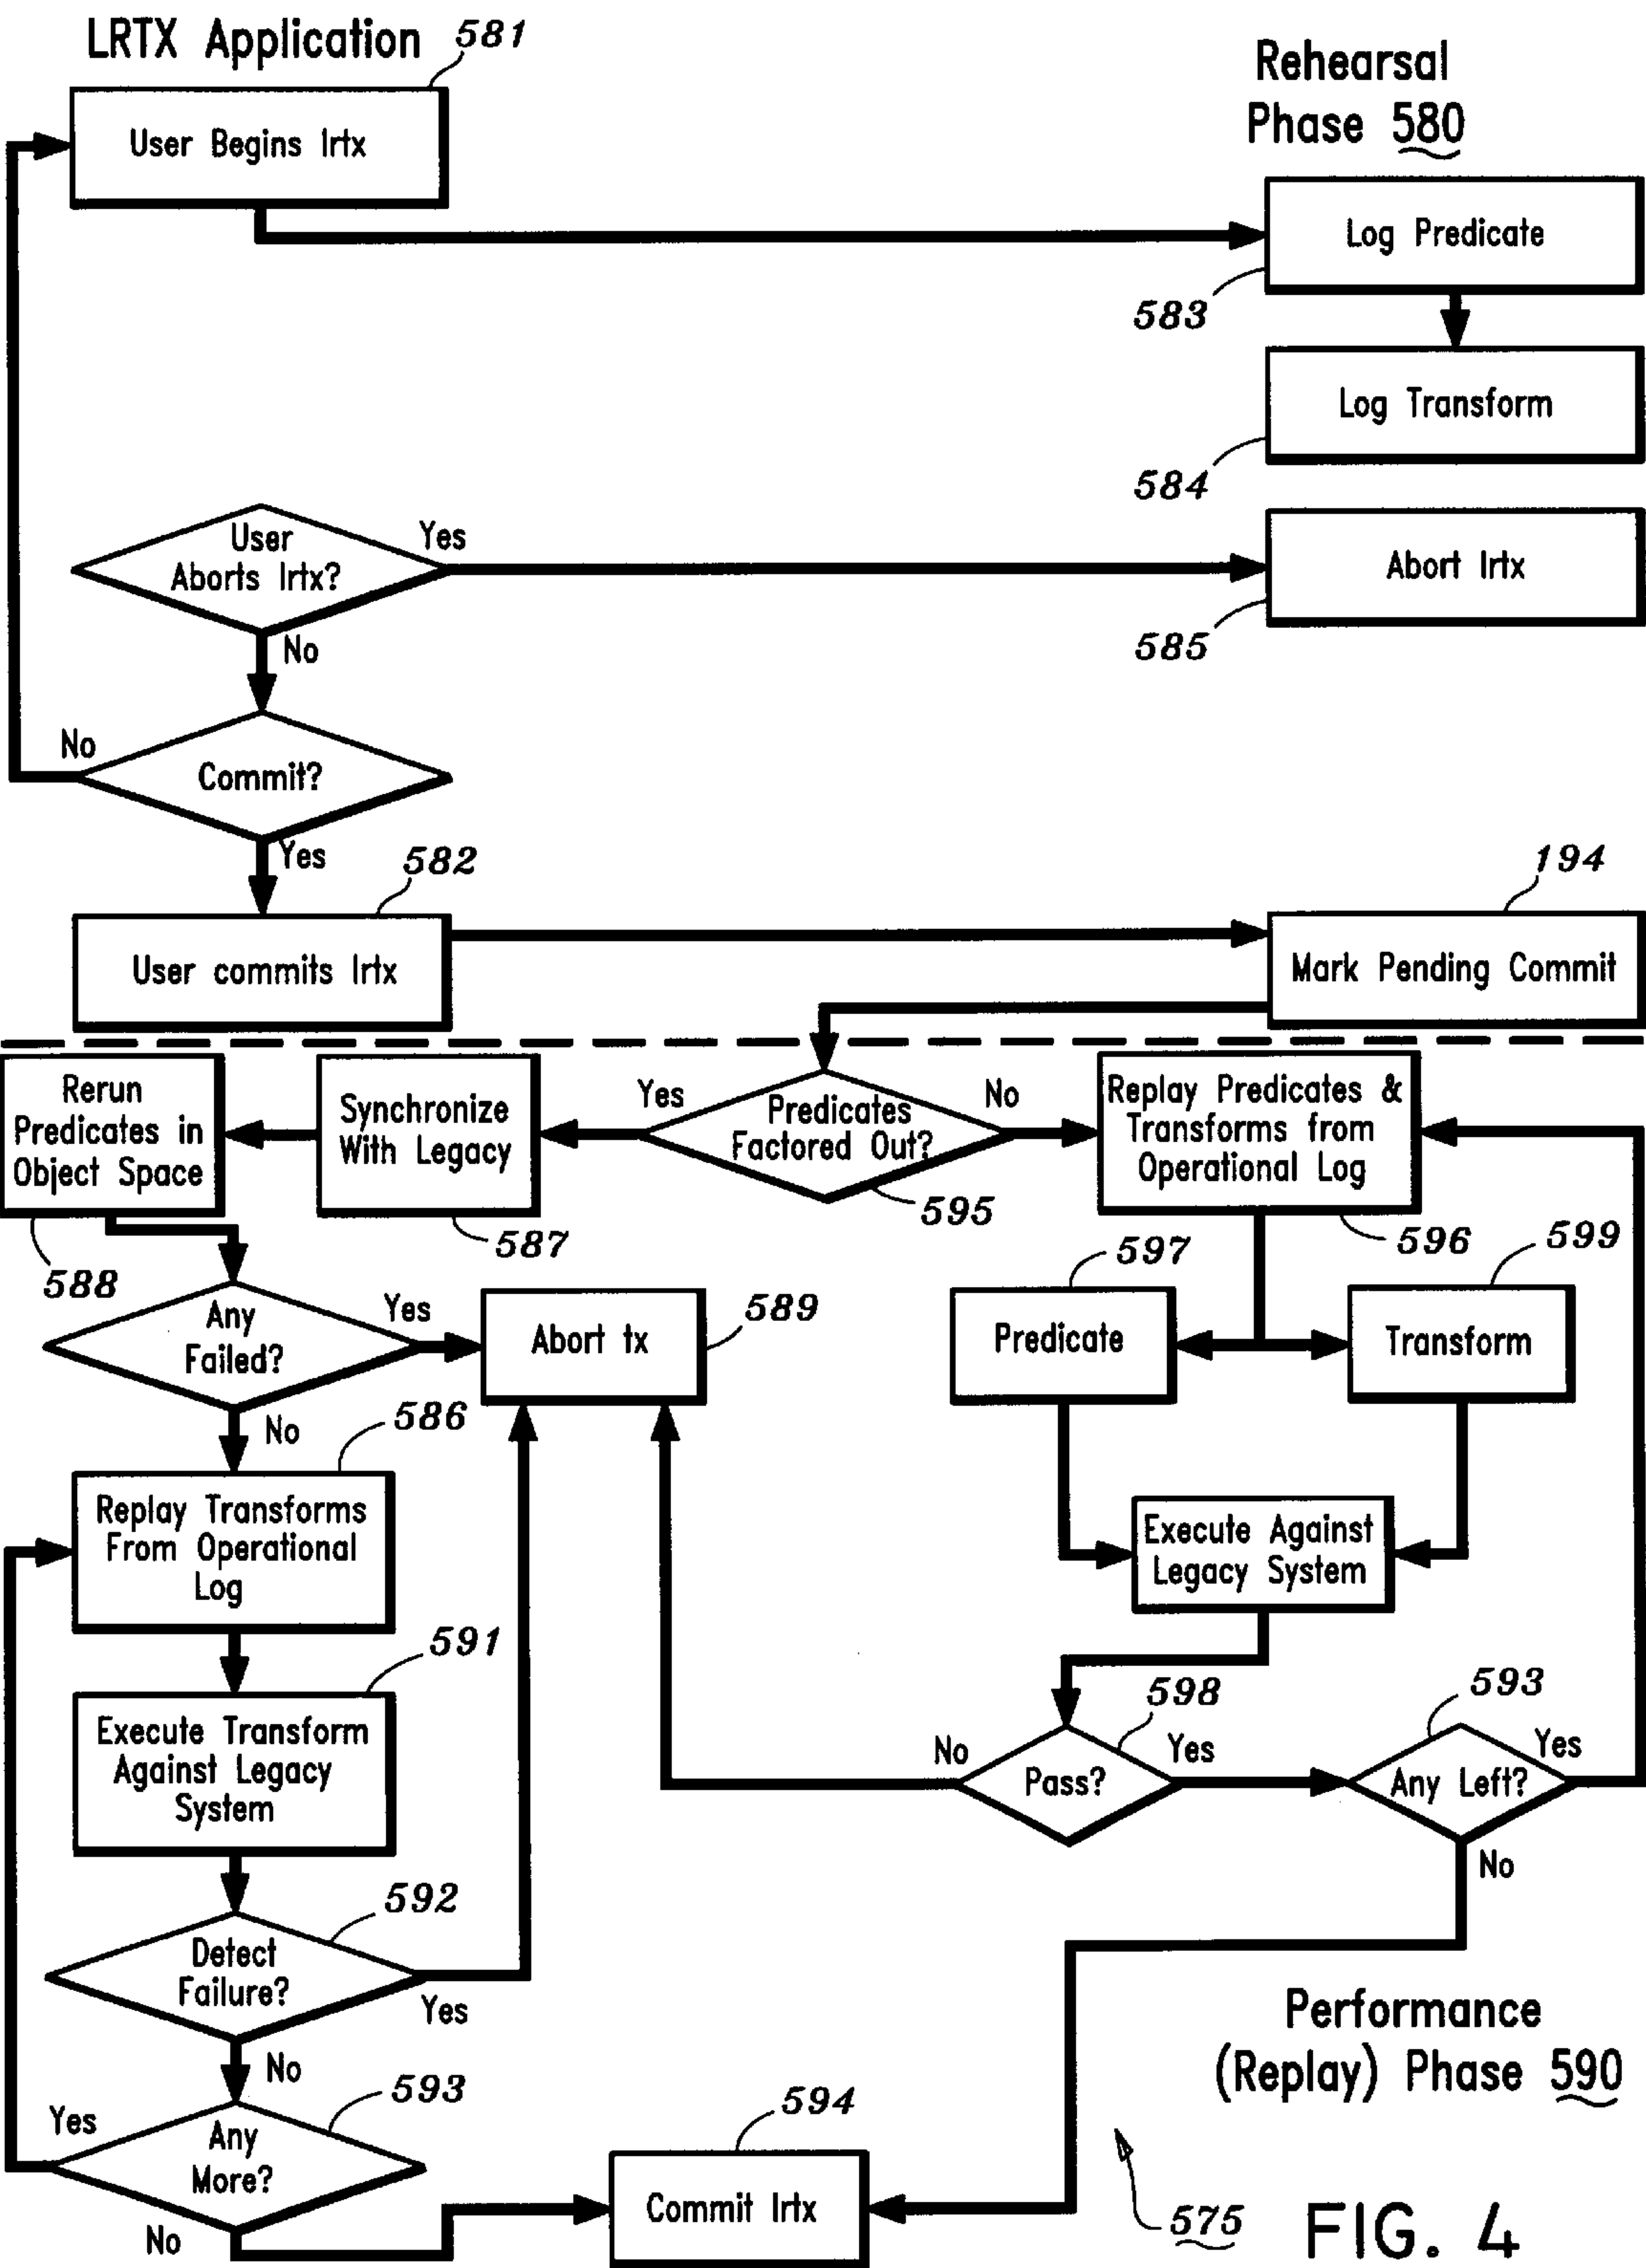 LRTX Application
581
User Begins lrtx
Rehearsal
Phase 580
Log Predicate
583
Log Transform
584
User
Aborts lrtx?
Yes
No
Abort lrtx
585
Commit?
No
Yes
582
User commits lrtx
194
Mark Pending Commit
Rerun
Predicates in
Object Space
588
Synchronize
With Legacy
587
Yes
Predicates
Factored Out?
No
595
Replay Predicates &
Transforms from
Operational Log
596
597
Predicate
599
Transform
Any
Failed?
Yes
No
Abort tx
589
586
Replay Transforms
From Operational
Log
Execute Against
Legacy System
591
Execute Transform
Against Legacy
System
598
No
Pass?
Yes
593
Any Left?
Yes
No
592
Detect
Failure?
Yes
No
593
Yes
Any
More?
No
594
Commit lrtx
Performance
(Replay) Phase 590
575
FIG. 4